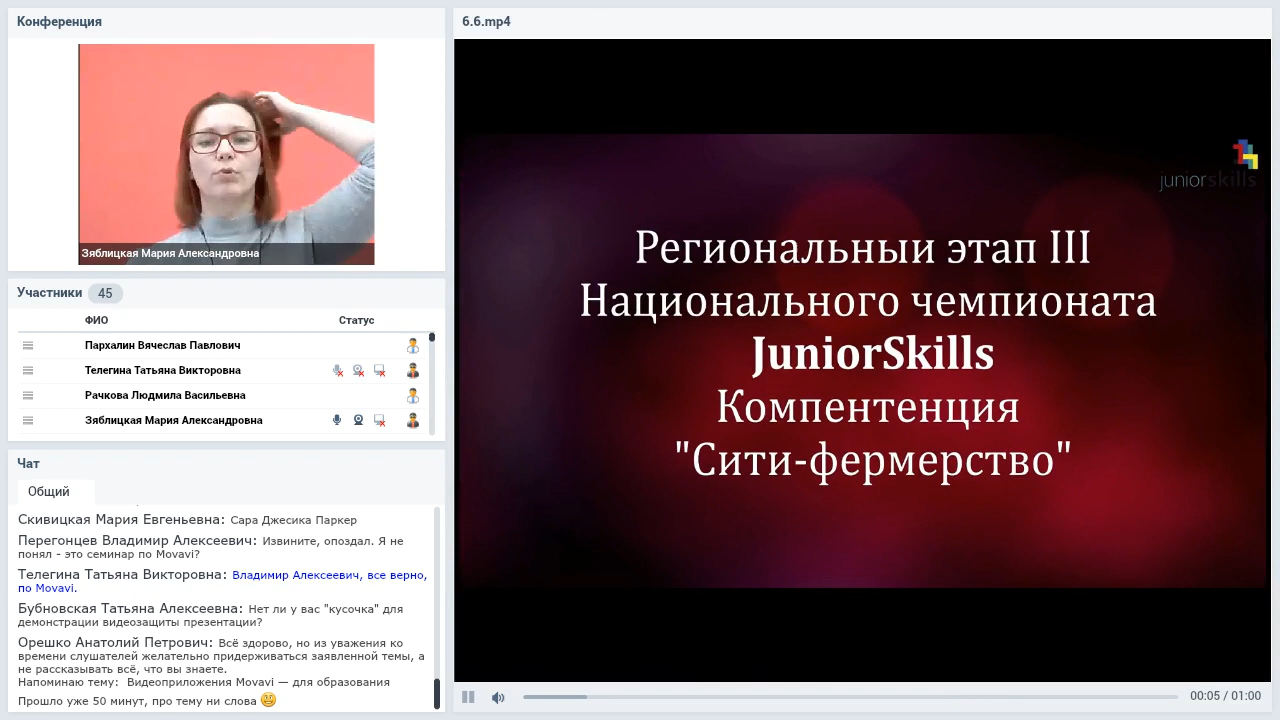 Конференция
Зяблицкая Мария Александровна
Участники 45
ФИО Статус
Пархалин Вячеслав Павлович
Телегина Татьяна Викторовна
Рачкова Людмила Васильевна
Зяблицкая Мария Александровна
Чат
Общий
Скивицкая Мария Евгеньевна: Сара Джесика Паркер
Перегонцев Владимир Алексеевич: Извините, опоздал. Я не
понял - это семинар по Movavi?
Телегина Татьяна Викторовна: Владимир Алексеевич, все верно,
по Movavi.
Бубновская Татьяна Алексеевна: Нет ли у вас "кусочка" для
демонстрации видеозащиты презентации?
Орешко Анатолий Петрович: Всё здорово, но из уважения ко
времени слушателей желательно придерживаться заявленной темы, а
не рассказывать всё, что вы знаете.
Напоминаю тему: Видеоприложения Movavi — для образования
Прошло уже 50 минут, про тему ни слова
6.6.mp4
juniorskills
Региональныи этап III
Национального чемпионата
JuniorSkills
Компентенция
"Сити-фермерство"
00:05 / 01:00